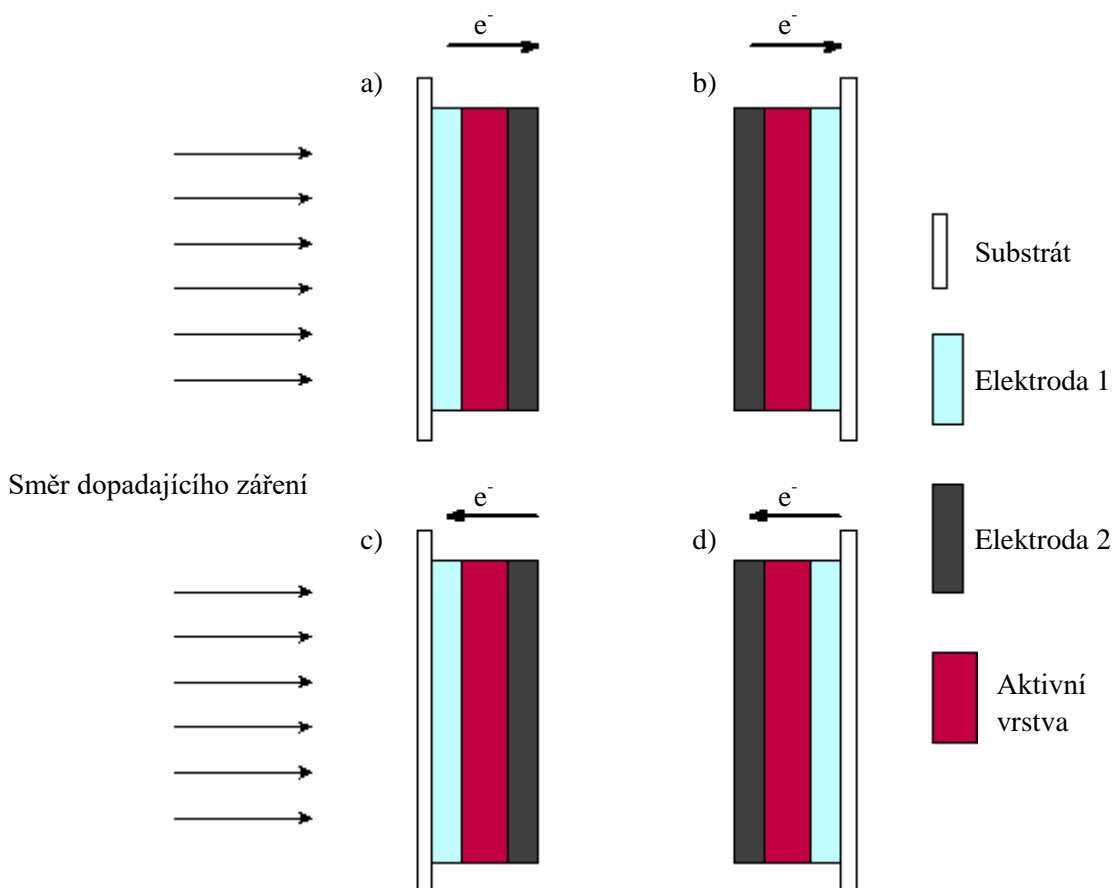 e-
e-
a)
b)
Substrát
Elektroda 1
Směr dopadajícího záření
e-
e-
c)
d)
Elektroda 2
Aktivní
vrstva